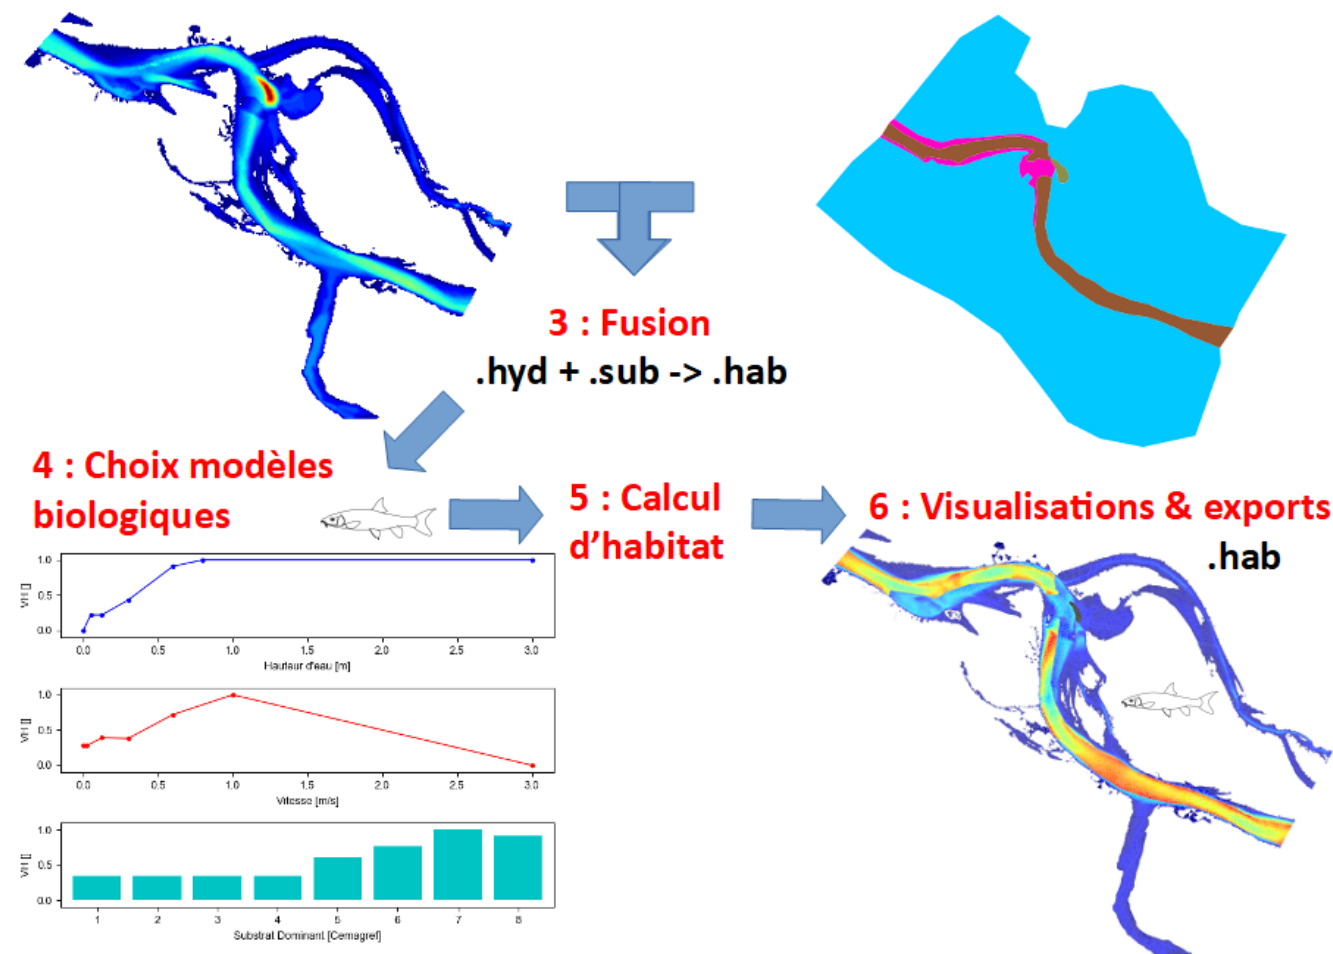 3 : Fusion
.hyd + .sub -> .hab
4 : Choix modèles
biologiques
5 : Calcul
d'habitat
6 : Visualisations & exports
.hab
VH []
1.0
0.5
0.0
0.0 0.5 1.0 1.5 2.0 2.5 3.0
Hauteur d'eau [m]
VH []
1.0
0.5
0.0
0.0 0.5 1.0 1.5 2.0 2.5 3.0
Vitesse [m/s]
VH []
1.0
0.5
0.0
1 2 3 4 5 6 7 8
Substrat Dominant [Cemagref]